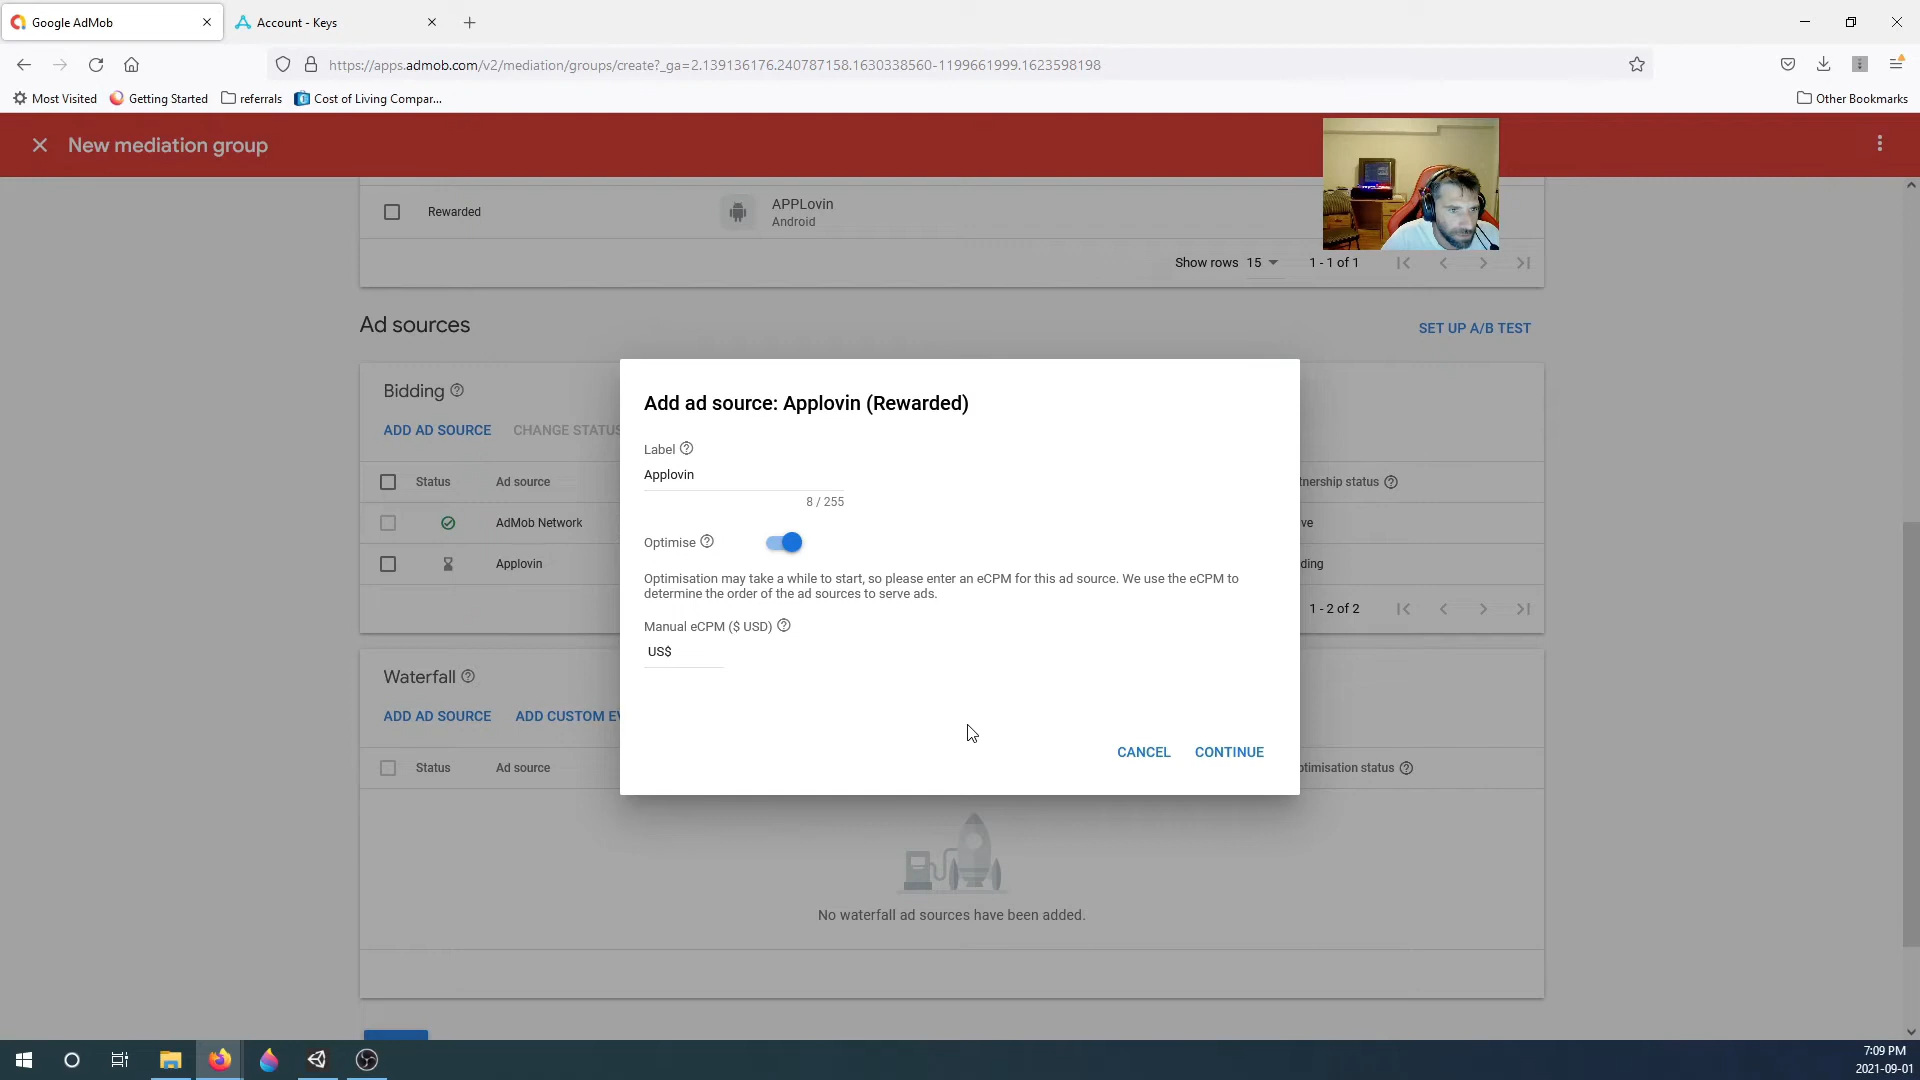 Google AdMob
Account - Keys
https://apps.admob.com/v2/mediation/groups/create?_ga=2.139136176.240787158.1630338560-1199661999.1623598198
Most Visited
Getting Started
referrals
Cost of Living Compar...
Other Bookmarks
New mediation group
Rewarded
APPLovin
Android
Show rows 15
1 - 1 of 1
Ad sources
SET UP A/B TEST
Bidding
ADD AD SOURCE
CHANGE STATUS
Status
Ad source
nership status
AdMob Network
ve
Applovin
ding
1 - 2 of 2
Waterfall
ADD AD SOURCE
ADD CUSTOM EV
Status
Ad source
ptimisation status
No waterfall ad sources have been added.
Add ad source: Applovin (Rewarded)
Label
Applovin
8 / 255
Optimise
Optimisation may take a while to start, so please enter an eCPM for this ad source. We use the eCPM to
determine the order of the ad sources to serve ads.
Manual eCPM ($ USD)
US$
CANCEL
CONTINUE
7:09 PM
2021-09-01